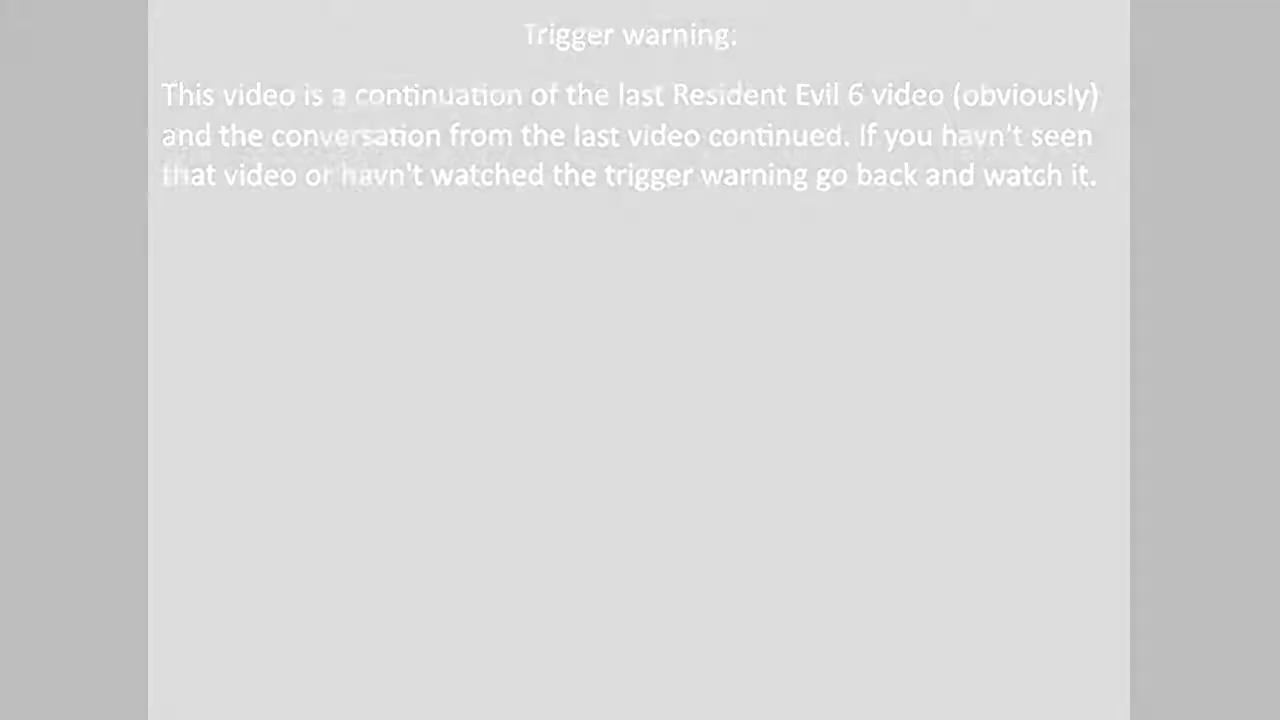 Trigger warning:
This video is a continuation of the last Resident Evil 6 video (obviously)
and the conversation from the last video continued. If you havn't seen
that video or havn't watched the trigger warning go back and watch it.